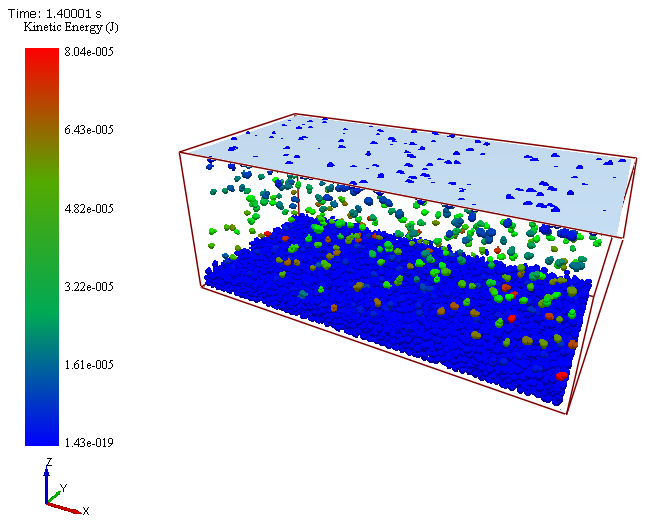 Time: 1.40001 s
Kinetic Energy (J)
8.04e-005
6.43e-005
4.82e-005
3.22e-005
1.61e-005
1.43e-019
Z
Y
X